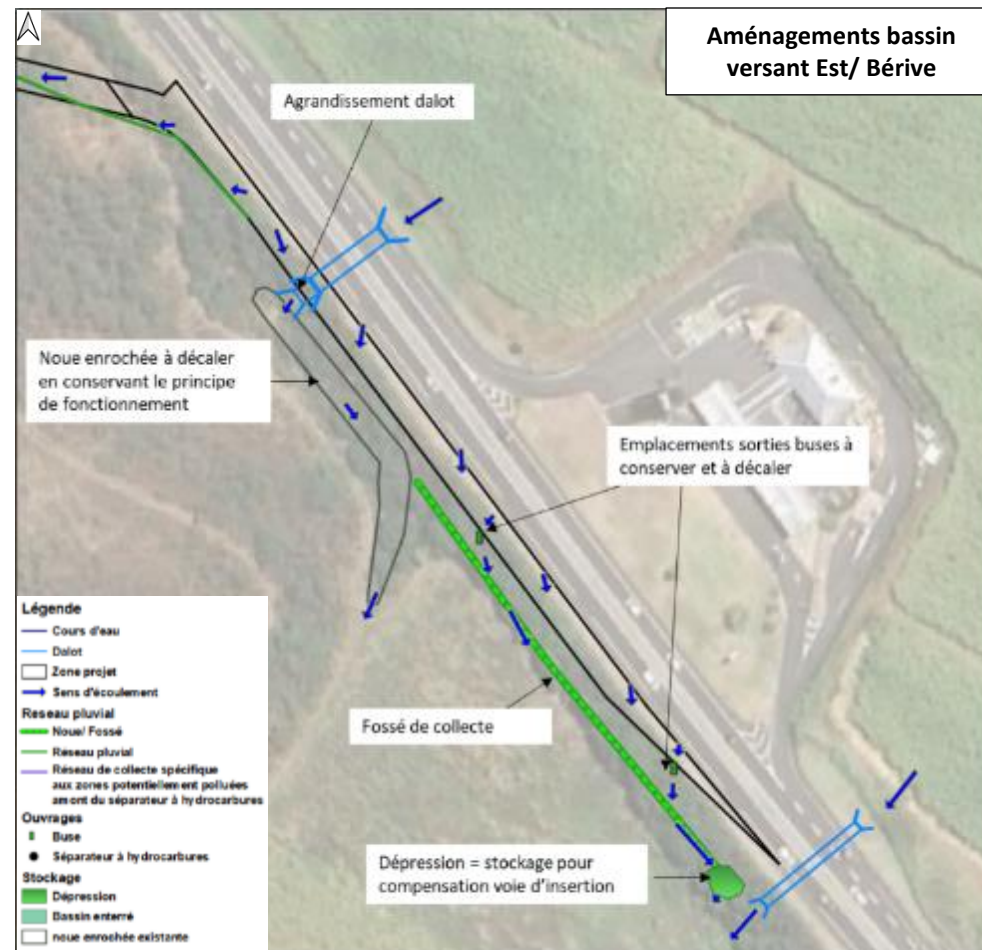 Aménagements bassin
versant Est/ Bérive
Agrandissement dalot
Noue enrochée à décaler
en conservant le principe
de fonctionnement
Emplacements sorties buses à
conserver et à décaler
Fossé de collecte
Dépression = stockage pour
compensation voie d'insertion
Légende
Cours d'eau
Dalot
Zone projet
Sens d'écoulement
Reseau pluvial
Noue/ Fossé
Réseau pluvial
Réseau de collecte spécifique
aux zones potentiellement polluées
amont du séparateur à hydrocarbures
Ouvrages
Buse
Séparateur à hydrocarbures
Stockage
Dépression
Bassin enterré
noue enrochée existante